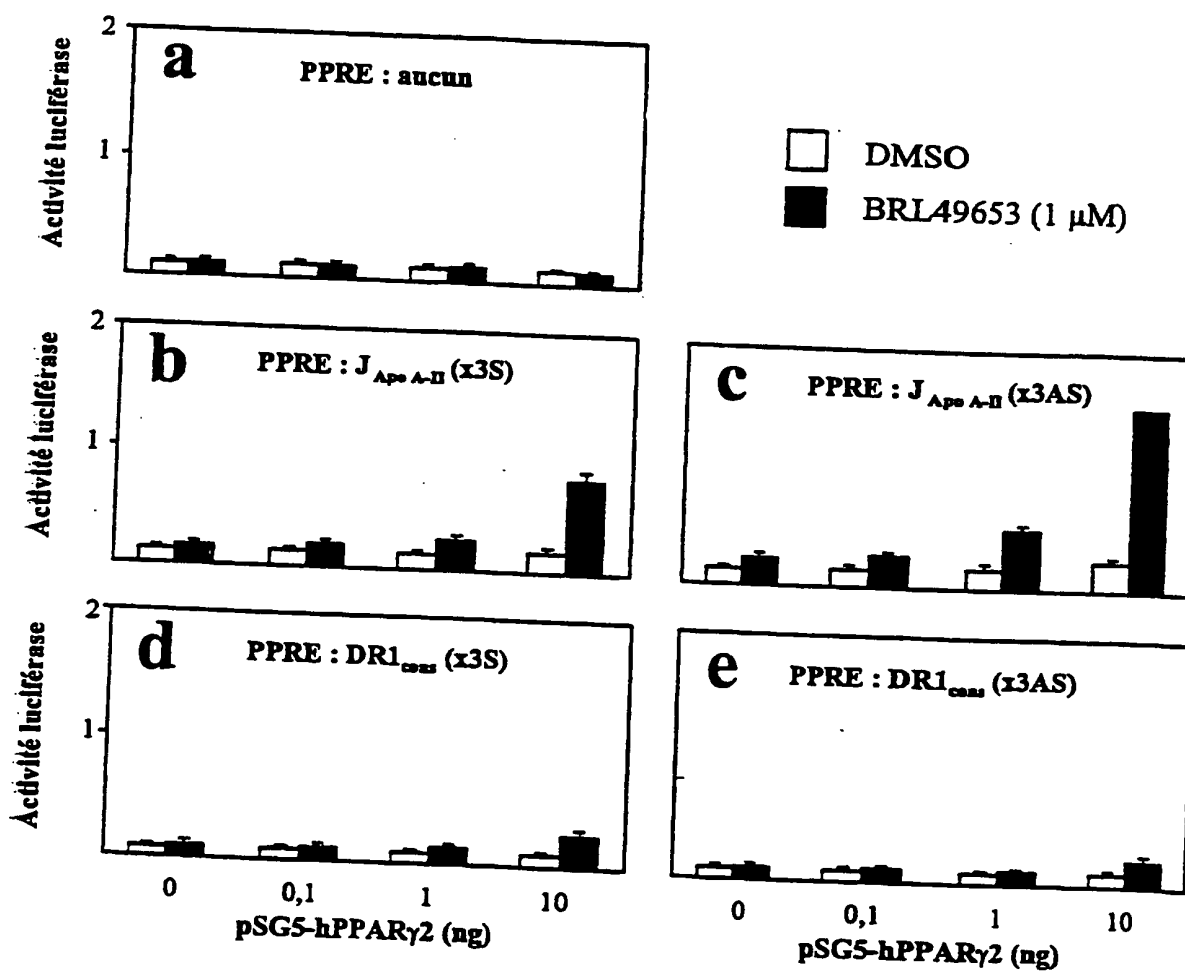 2
a
PPRE : aucun
1
Activité luciférase
DMSO
BRL49653 (1 µM)
2
b
PPRE : J Apo A-II (x3S)
1
Activité luciférase
c
PPRE : J Apo A-II (x3AS)
2
d
PPRE : DR1cons (x3S)
1
Activité luciférase
0 0,1 1 10
pSG5-hPPARγ2 (ng)
e
PPRE : DR1cons (x3AS)
0 0,1 1 10
pSG5-hPPARγ2 (ng)